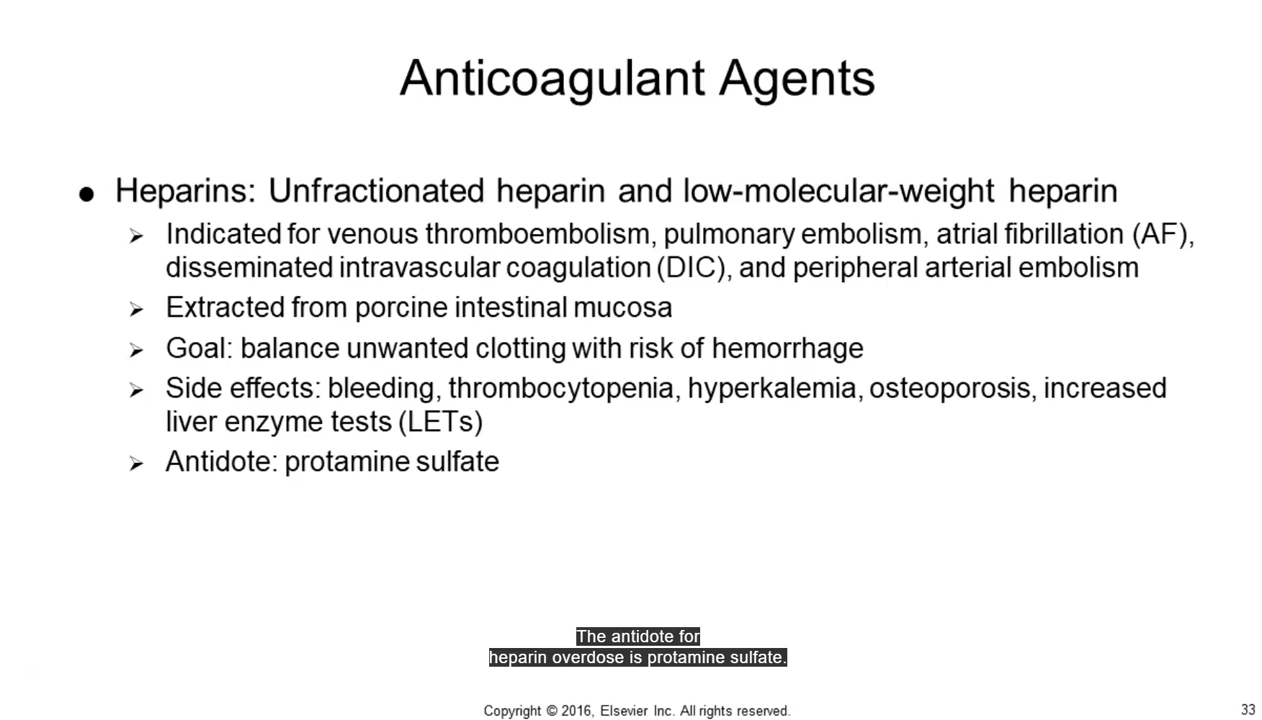 Anticoagulant Agents
● Heparins: Unfractionated heparin and low-molecular-weight heparin
➢ Indicated for venous thromboembolism, pulmonary embolism, atrial fibrillation (AF),
disseminated intravascular coagulation (DIC), and peripheral arterial embolism
➢ Extracted from porcine intestinal mucosa
➢ Goal: balance unwanted clotting with risk of hemorrhage
➢ Side effects: bleeding, thrombocytopenia, hyperkalemia, osteoporosis, increased
liver enzyme tests (LETs)
➢ Antidote: protamine sulfate
The antidote for
heparin overdose is protamine sulfate.
Copyright © 2016, Elsevier Inc. All rights reserved.
33